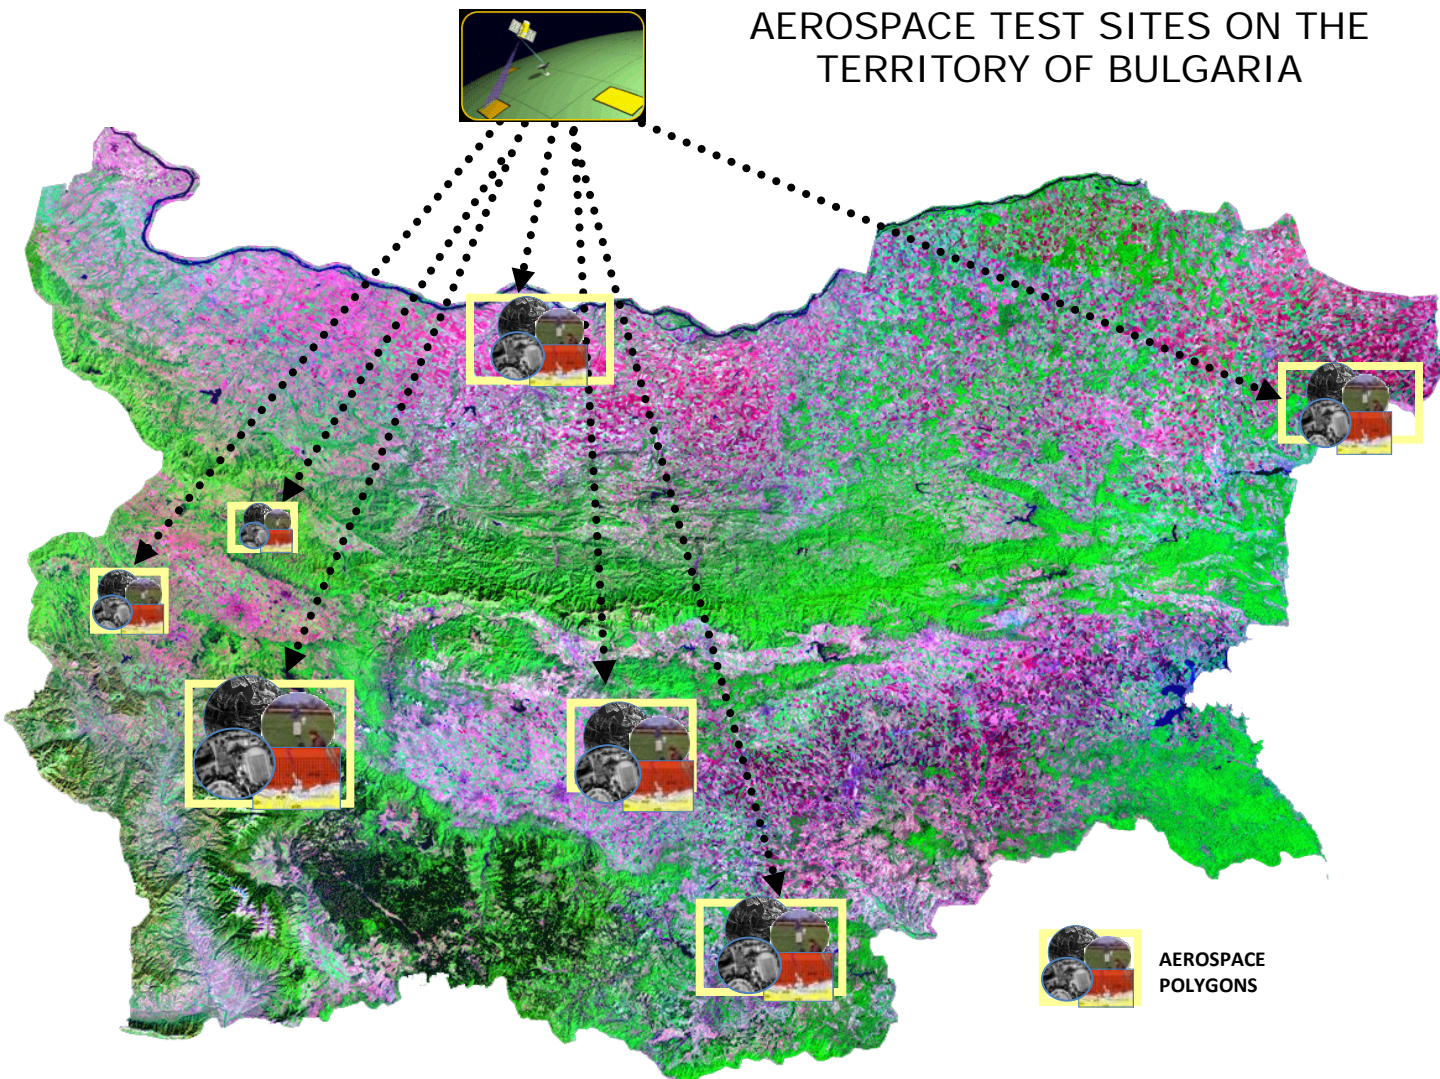 AEROSPACE TEST SITES ON THE
TERRITORY OF BULGARIA
AEROSPACE
POLYGONS